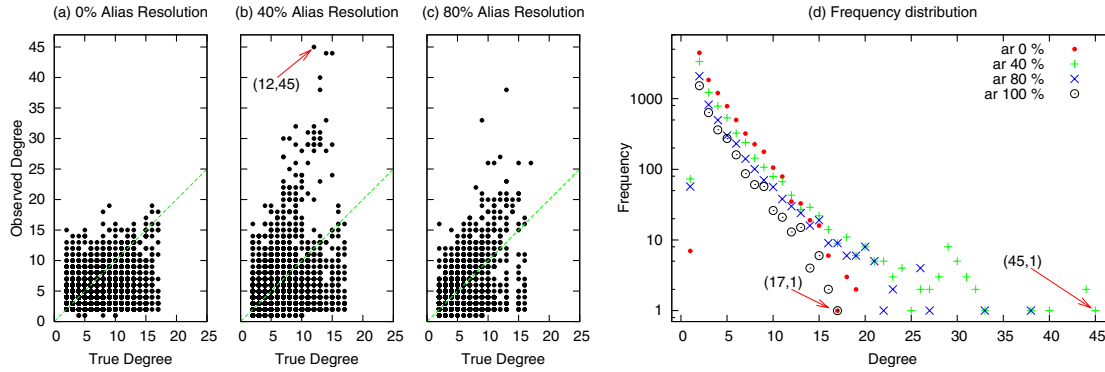 (a) 0% Alias Resolution
(b) 40% Alias Resolution
(c) 80% Alias Resolution
(d) Frequency distribution
Observed Degree
45
40
35
30
25
20
15
10
5
0
0 5 10 15 20 25
True Degree
(12,45)
0 5 10 15 20 25
True Degree
0 5 10 15 20 25
True Degree
Frequency
1000
100
10
1
ar 0 %
ar 40 %
ar 80 %
ar 100 %
(17,1)
(45,1)
0 5 10 15 20 25 30 35 40 45
Degree